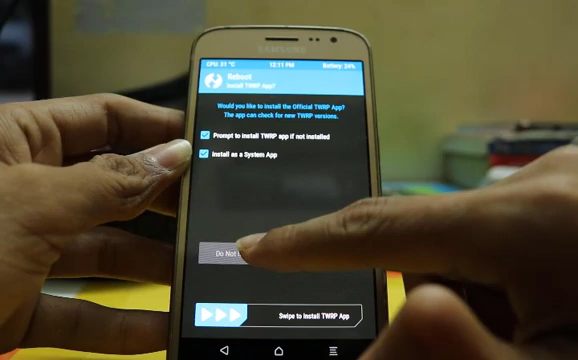 SAMSUNG
CPU: 31 °C 12:11 PM Battery: 24%
Reboot
Install TWRP App?
Would you like to install the Official TWRP App?
The app can check for new TWRP versions.
Prompt to install TWRP app if not installed
Install as a System App
Do Not
Swipe to Install TWRP App